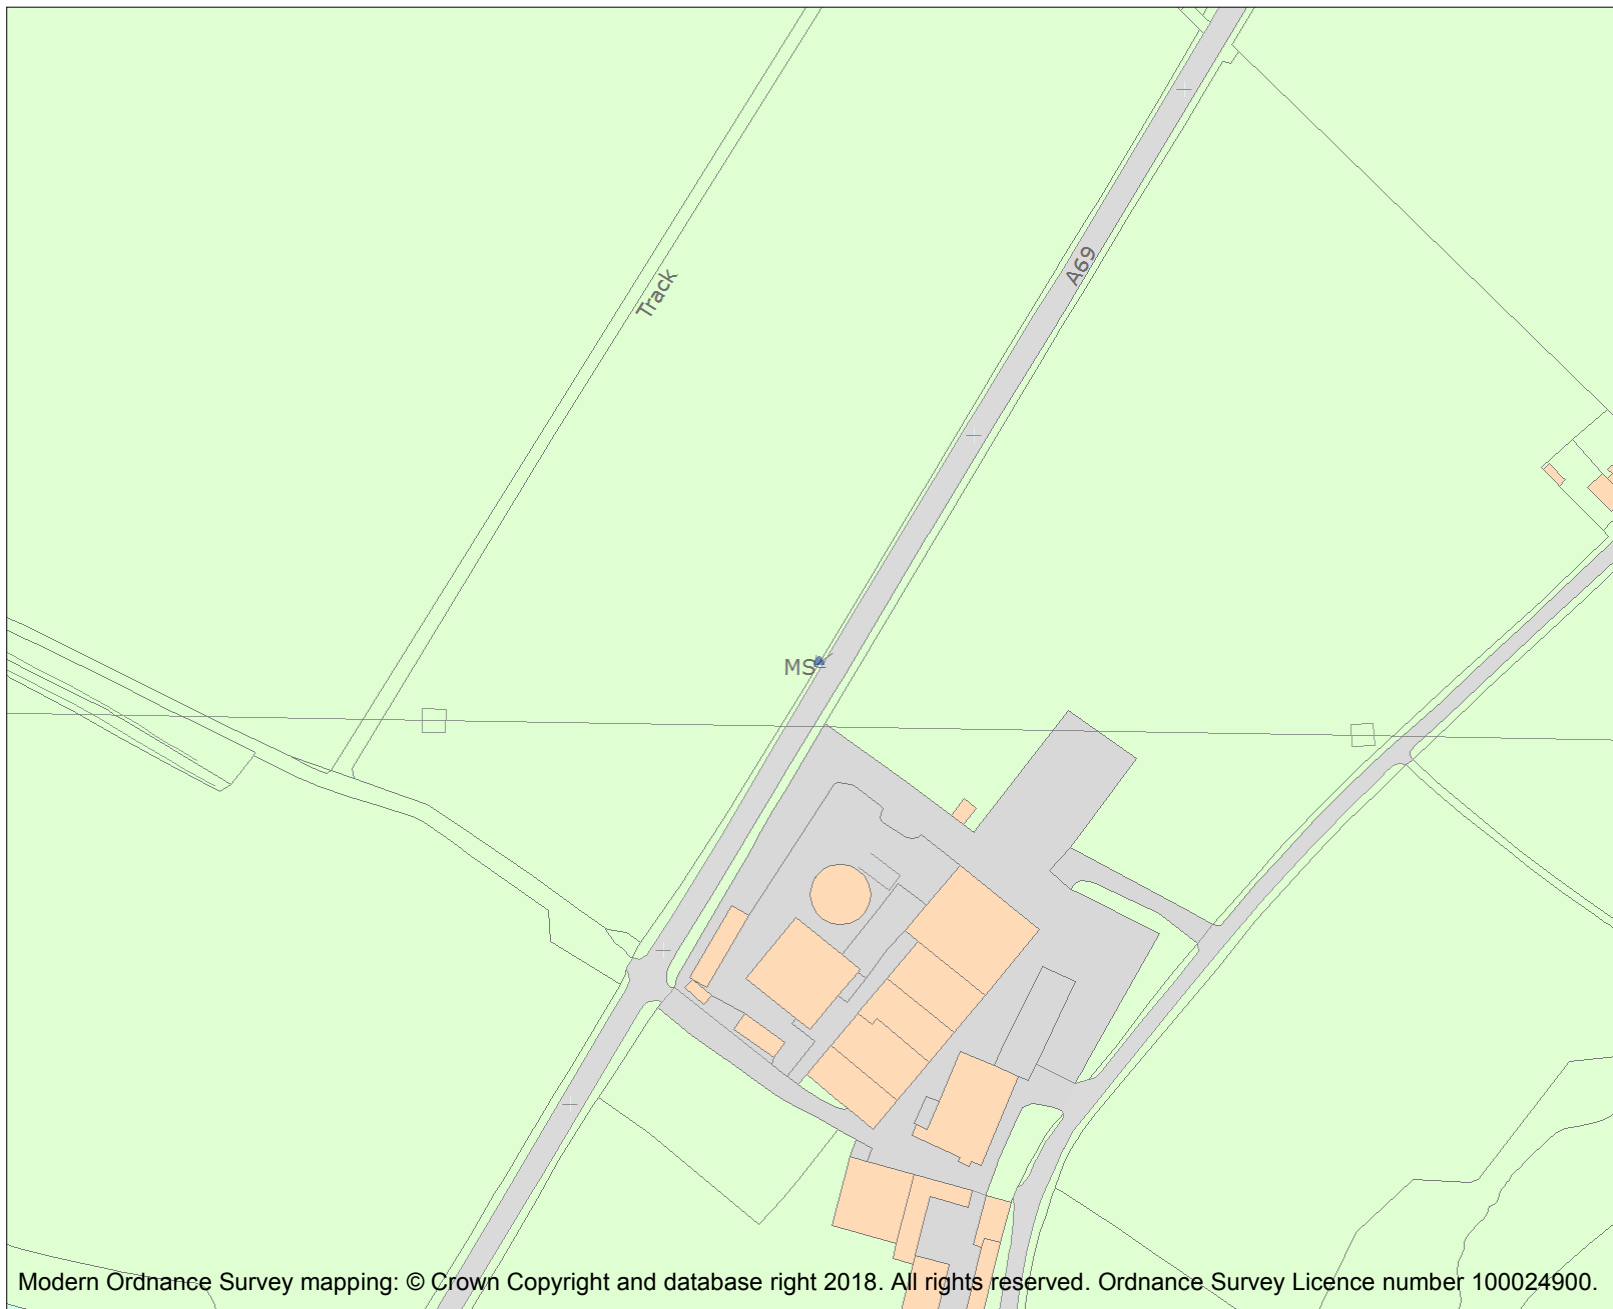 A69
Track
MS
Modern Ordnance Survey mapping: © Crown Copyright and database right 2018. All rights reserved. Ordnance Survey Licence number 100024900.